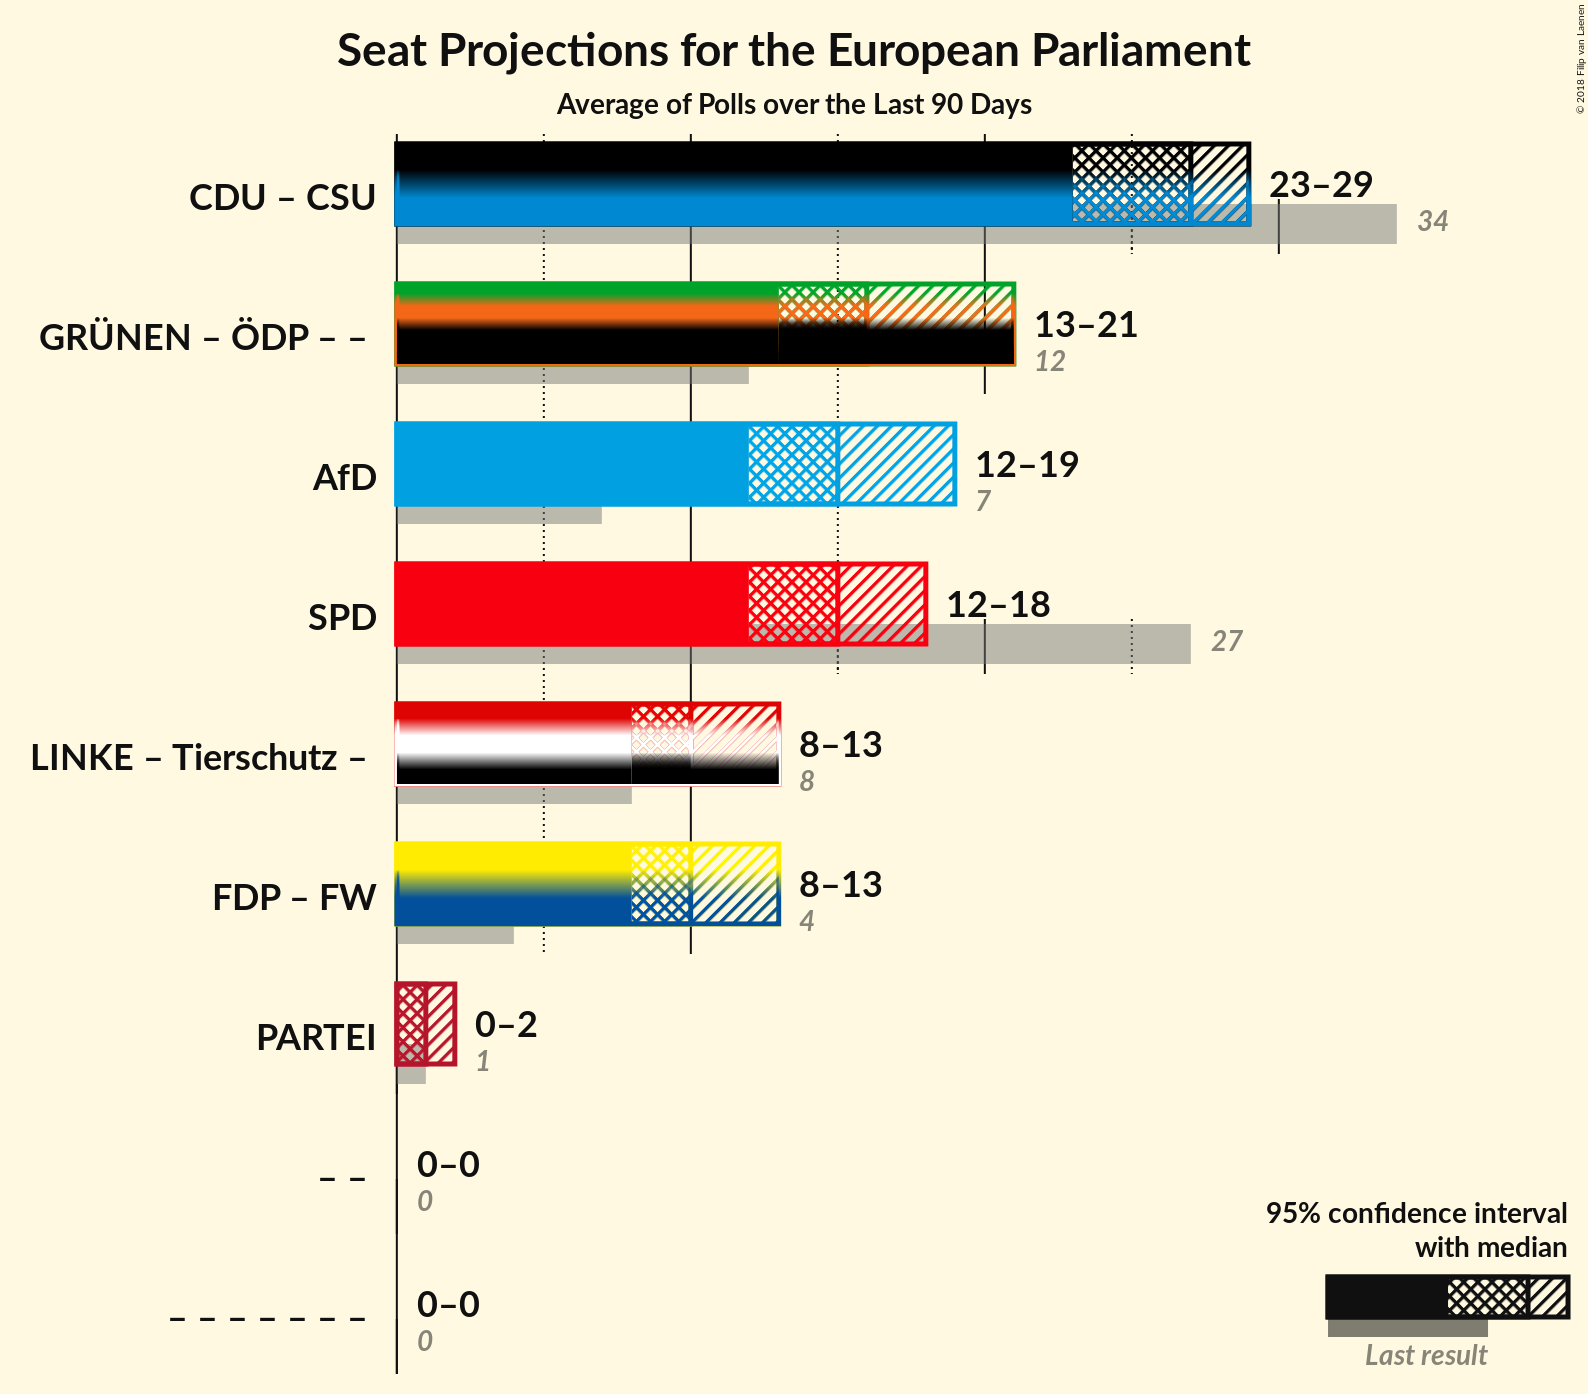 Seat Projections for the European Parliament
Average of Polls over the Last 90 Days
© 2018 Filip van Laenen
CDU – CSU
23–29
34
GRÜNEN – ÖDP – –
13–21
12
AfD
12–19
7
SPD
12–18
27
LINKE – Tierschutz –
8–13
8
FDP – FW
8–13
4
PARTEI
0–2
1
– –
0–0
0
– – – – – – –
0–0
0
95% confidence interval
with median
Last result